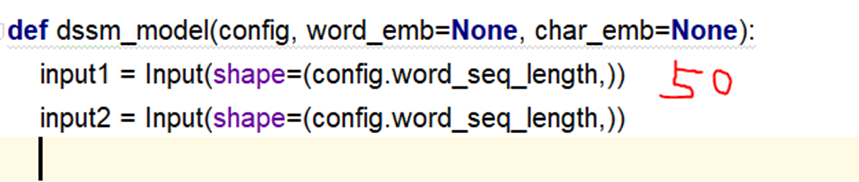 def dssm_model(config, word_emb=None, char_emb=None):
input1 = Input(shape=(config.word_seq_length,)) 50
input2 = Input(shape=(config.word_seq_length,))